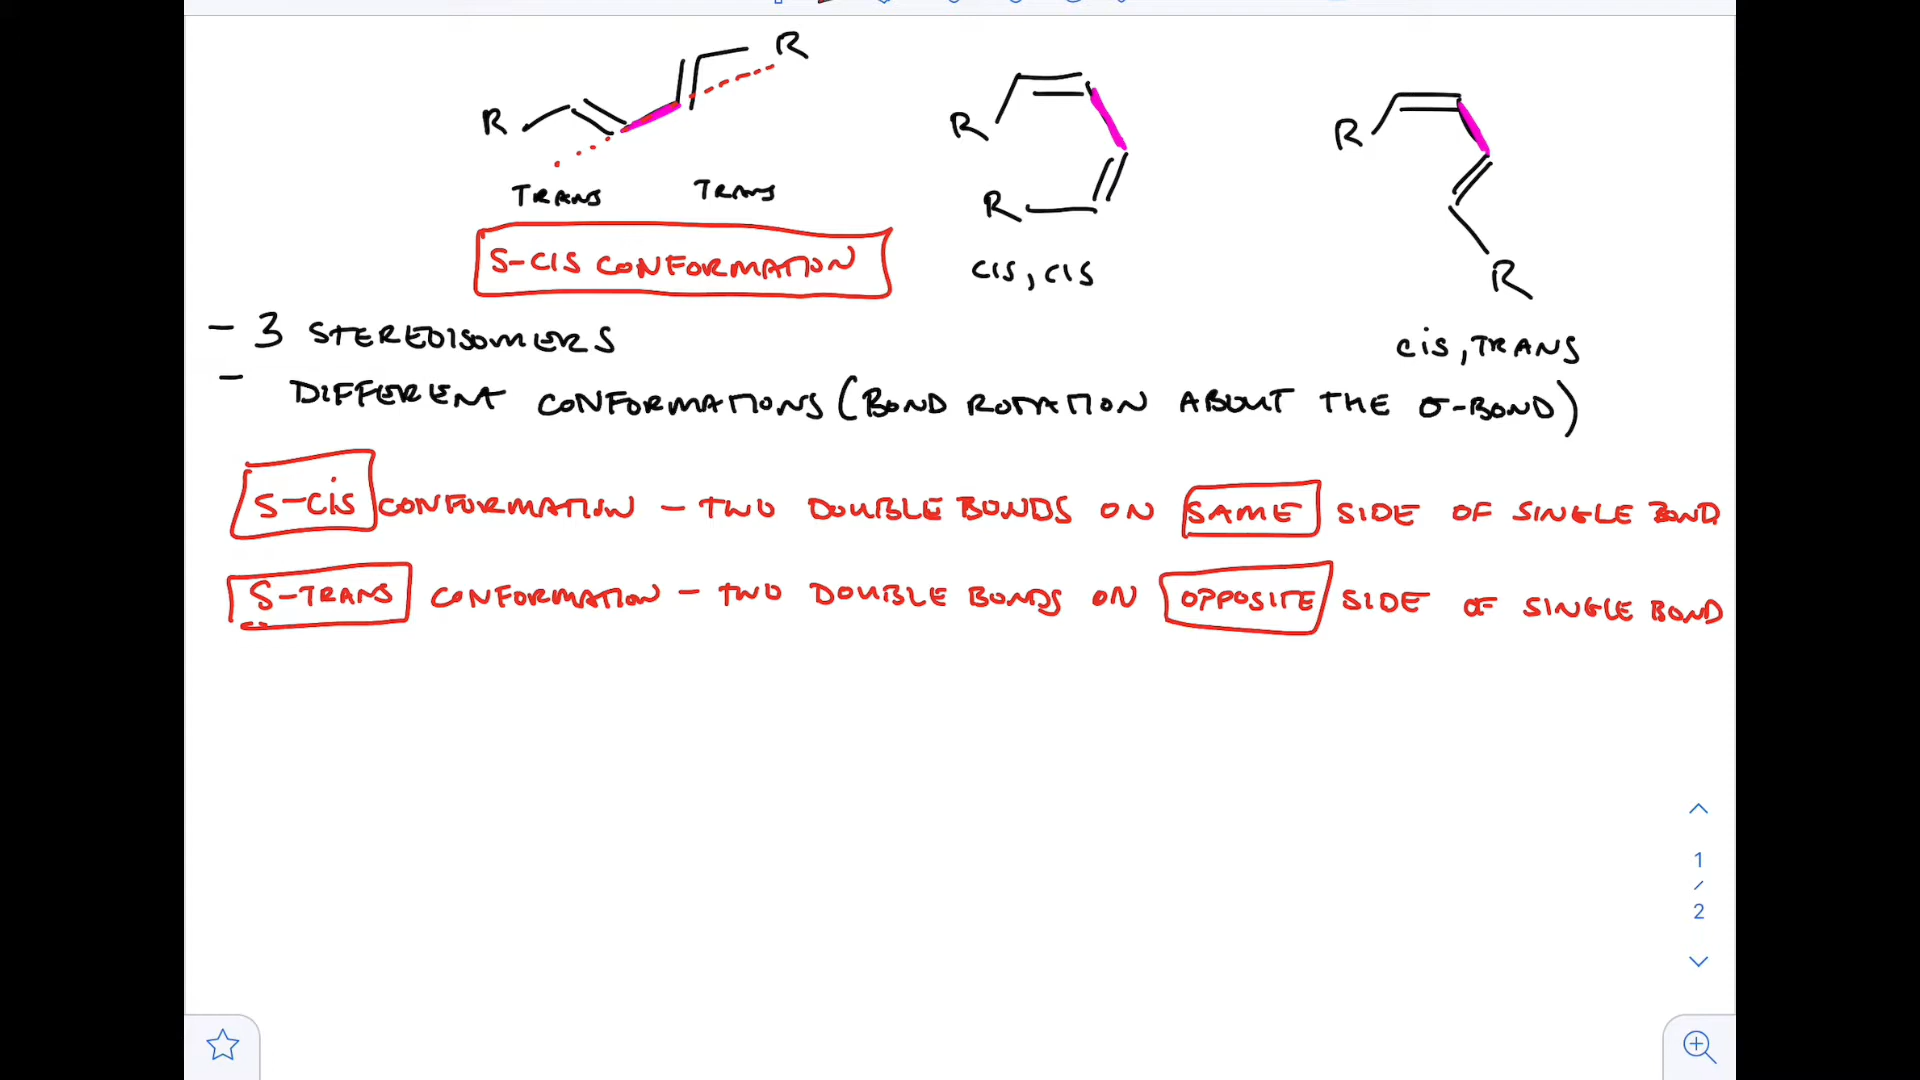 R
R
R
R
R
R
TRANS TRANS
S-CIS CONFORMATION
CIS, CIS
CIS, TRANS
- 3 STEREOISOMERS
- DIFFERENT CONFORMATIONS (BOND ROTATION ABOUT THE σ-BOND)
S-CIS CONFORMATION - TWO DOUBLE BONDS ON SAME SIDE OF SINGLE BOND
S-TRANS CONFORMATION - TWO DOUBLE BONDS ON OPPOSITE SIDE OF SINGLE BOND
1
/
2